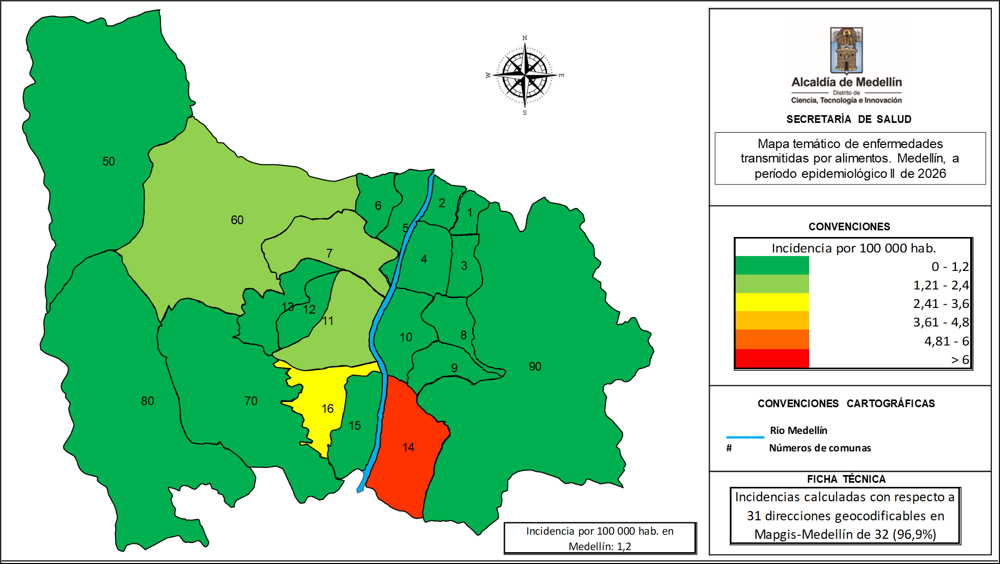 N
W
E
S
50
60
6
5
2
1
7
4
3
13
12
11
10
8
9
90
80
70
16
15
14
Incidencia por 100 000 hab. en
Medellín: 1,2
Alcaldía de Medellín
Distrito de
Ciencia, Tecnología e Innovación
SECRETARÍA DE SALUD
Mapa temático de enfermedades
transmitidas por alimentos. Medellín, a
período epidemiológico II de 2026
CONVENCIONES
Incidencia por 100 000 hab.
0 - 1,2
1,21 - 2,4
2,41 - 3,6
3,61 - 4,8
4,81 - 6
> 6
CONVENCIONES CARTOGRÁFICAS
Rio Medellín
# Números de comunas
FICHA TÉCNICA
Incidencias calculadas con respecto a
31 direcciones geocodificables en
Mapgis-Medellín de 32 (96,9%)